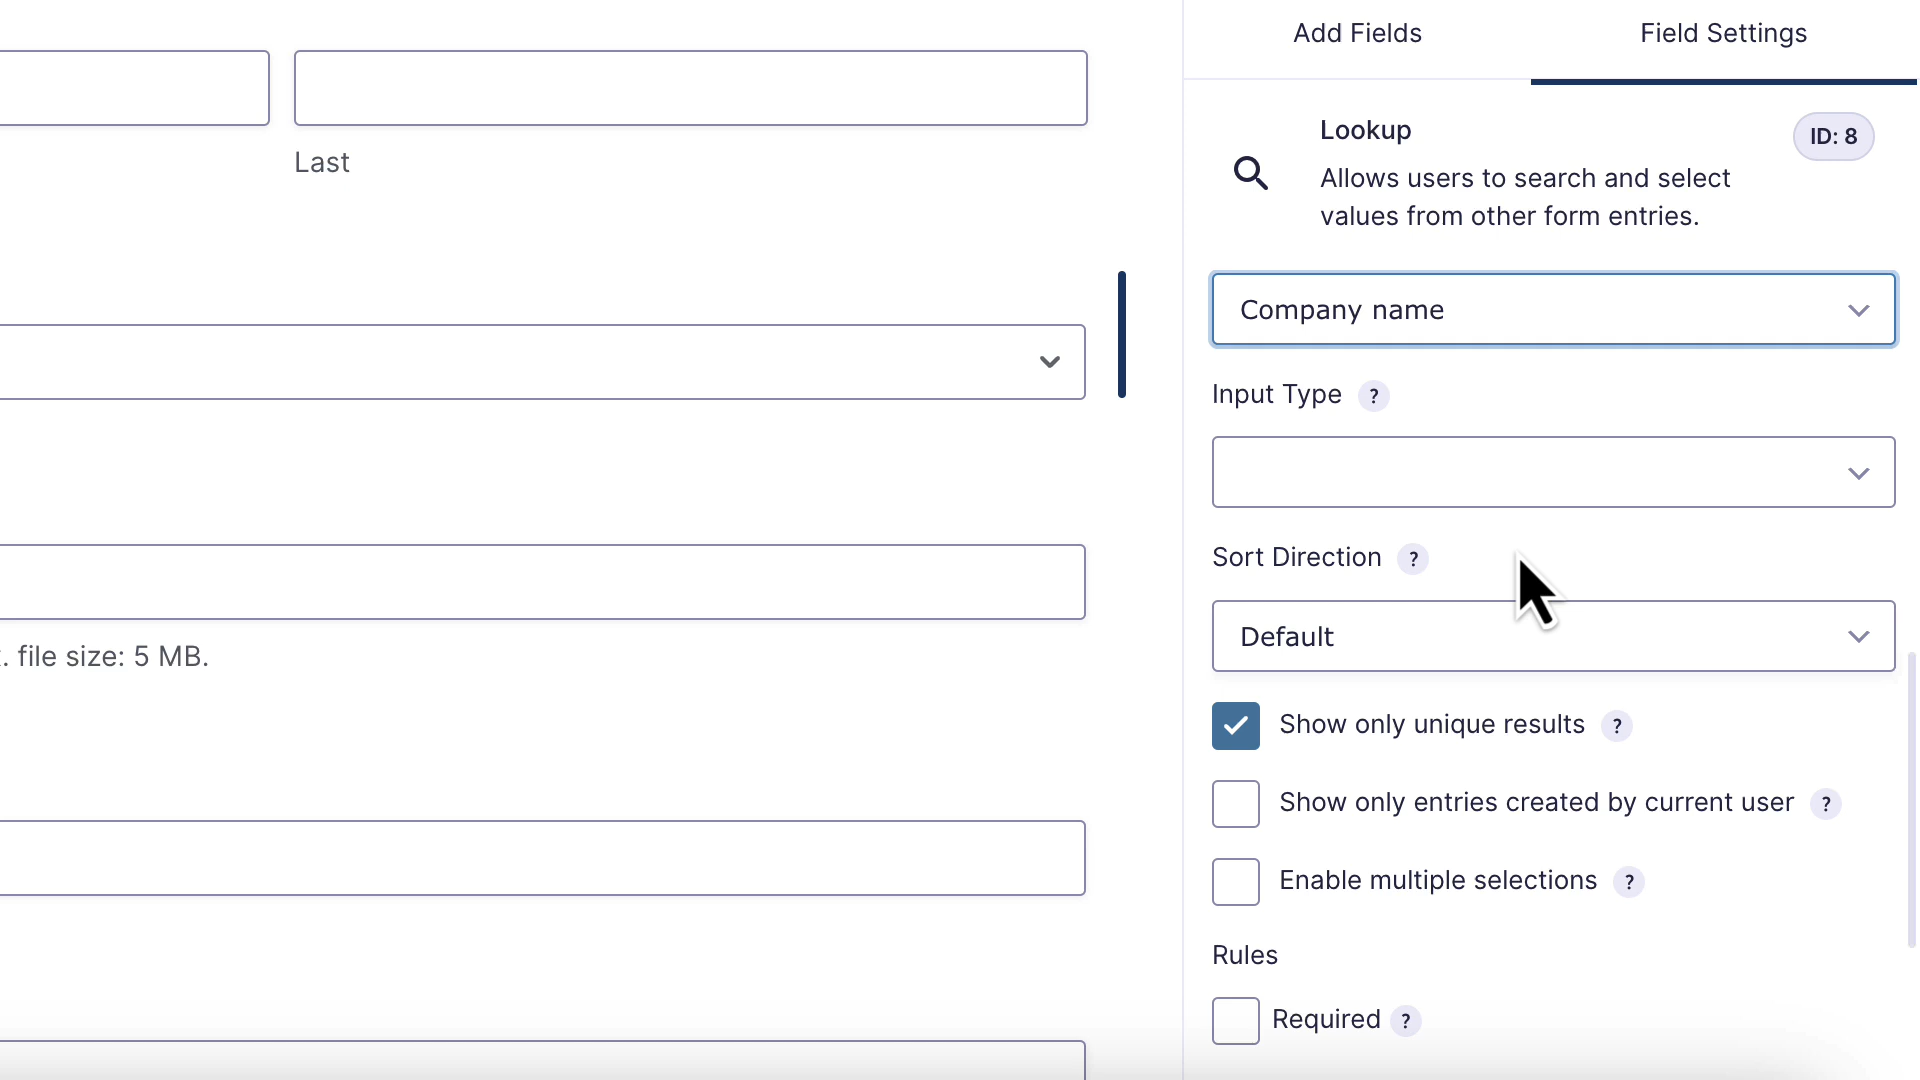 Add Fields
Field Settings
Last
. file size: 5 MB.
Lookup
ID: 8
Allows users to search and select
values from other form entries.
Company name
Input Type ?
Sort Direction ?
Default
Show only unique results ?
Show only entries created by current user ?
Enable multiple selections ?
Rules
Required ?